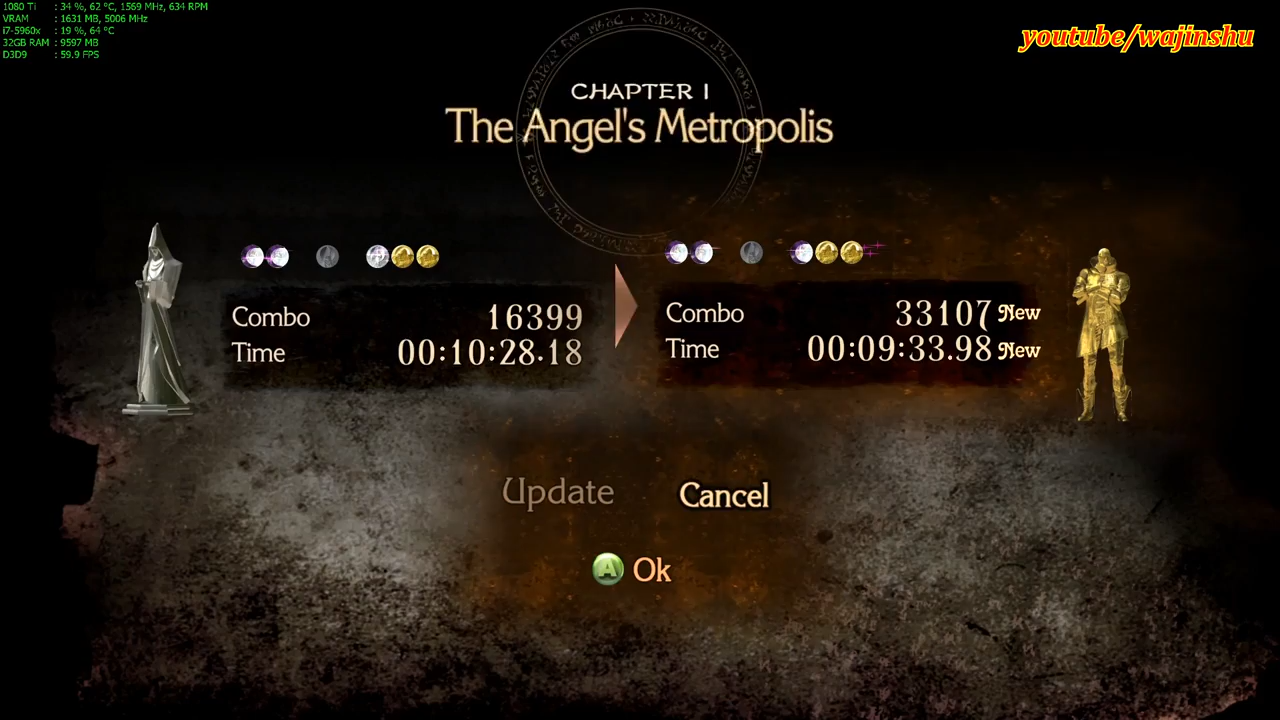 1080 Ti : 34 %, 62 °C, 1569 MHz, 634 RPM
VRAM : 1631 MB, 5006 MHz
i7-5960x : 19 %, 64 °C
32GB RAM : 9597 MB
D3D9 : 59.9 FPS
youtube/wajinshu
CHAPTER I
The Angel's Metropolis
Combo 16399
Time 00:10:28.18
Combo 33107 New
Time 00:09:33.98 New
Update Cancel
A Ok